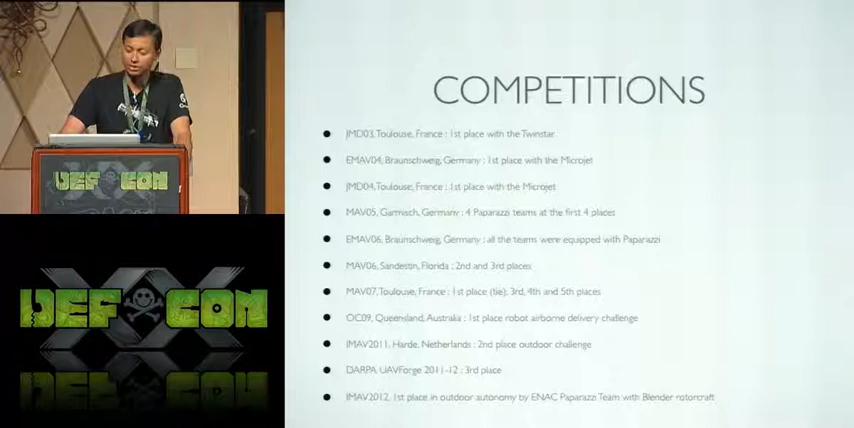 COMPETITIONS
JMD03, Toulouse, France : 1st place with the Twinstar
EMAV04, Braunschweig, Germany : 1st place with the Microjet
JMD04, Toulouse, France : 1st place with the Microjet
MAV05, Garmisch, Germany : 4 Paparazzi teams at the first 4 places
EMAV06, Braunschweig, Germany : all the teams were equipped with Paparazzi
MAV06, Sandestin, Florida : 2nd and 3rd places
MAV07, Toulouse, France : 1st place (tie), 3rd, 4th and 5th places
OC09, Queensland, Australia : 1st place robot airborne delivery challenge
IMAV2011, Harde, Netherlands : 2nd place outdoor challenge
DARPA UAVForge 2011-12 : 3rd place
IMAV2012, 1st place in outdoor autonomy by ENAC Paparazzi Team with Blender rotorcraft
DEF CON
XX
DEF CON